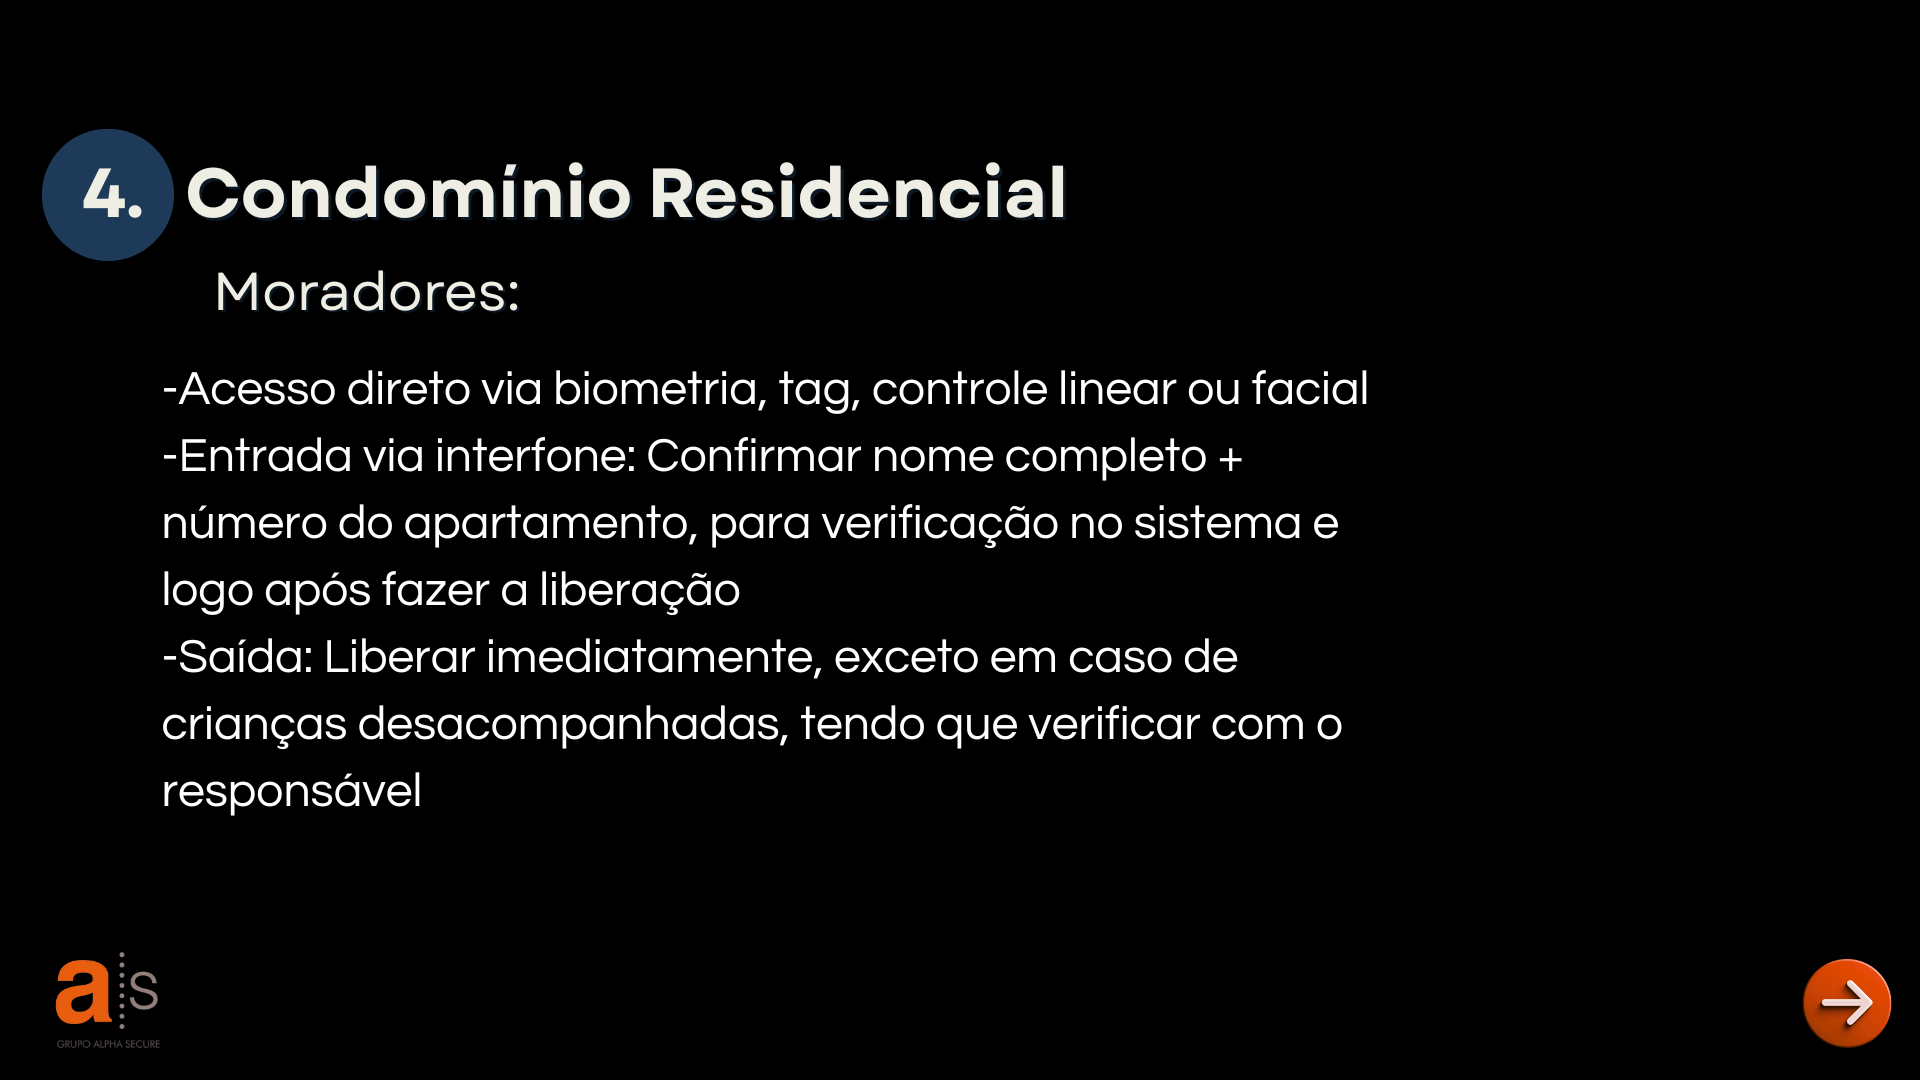 4. Condomínio Residencial
Moradores:
-Acesso direto via biometria, tag, controle linear ou facial
-Entrada via interfone: Confirmar nome completo +
número do apartamento, para verificação no sistema e
logo após fazer a liberação
-Saída: Liberar imediatamente, exceto em caso de
crianças desacompanhadas, tendo que verificar com o
responsável
a s
GRUPO ALPHA SECURE